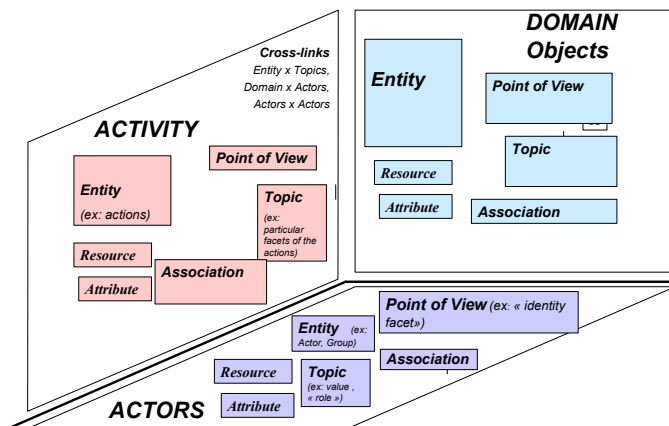 Cross-links
Entity x Topics,
Domain x Actors,
Actors x Actors
ACTIVITY
Point of View
Entity
(ex: actions)
Topic
(ex:
particular
facets of the
actions)
Resource
Association
Attribute
DOMAIN
Objects
Entity
Point of View
Topic
Resource
Attribute
Association
Point of View (ex: « identity
facet»)
Entity (ex:
Actor, Group)
Association
Resource
Topic
(ex: value ,
« role »)
Attribute
ACTORS